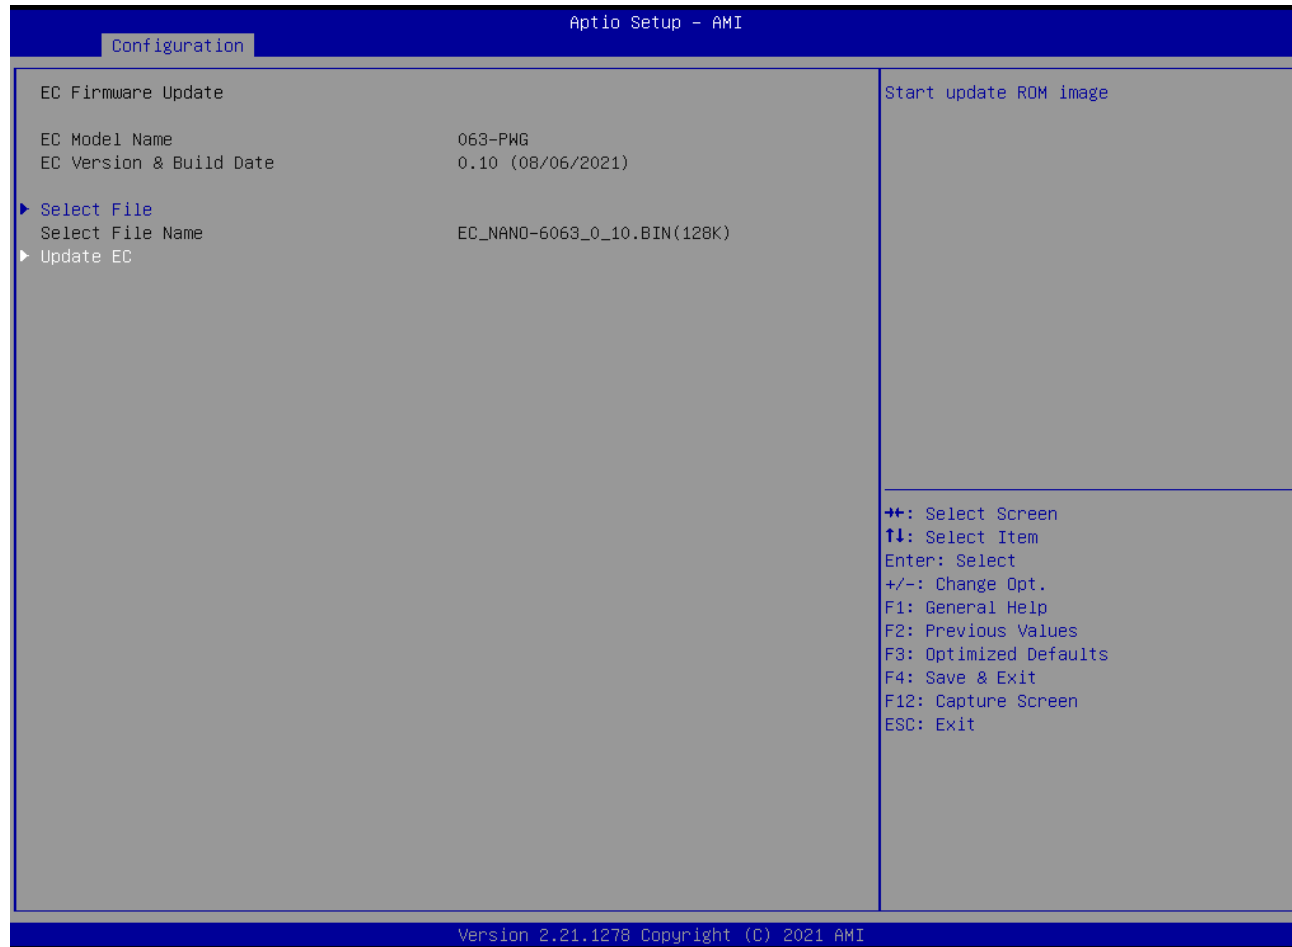 Aptio Setup – AMI
Configuration
EC Firmware Update
EC Model Name 063-PWG
EC Version & Build Date 0.10 (08/06/2021)
▶ Select File
Select File Name EC_NANO-6063_0_10.BIN(128K)
▶ Update EC
Start update ROM image
→←: Select Screen
↑↓: Select Item
Enter: Select
+/-: Change Opt.
F1: General Help
F2: Previous Values
F3: Optimized Defaults
F4: Save & Exit
F12: Capture Screen
ESC: Exit
Version 2.21.1278 Copyright (C) 2021 AMI